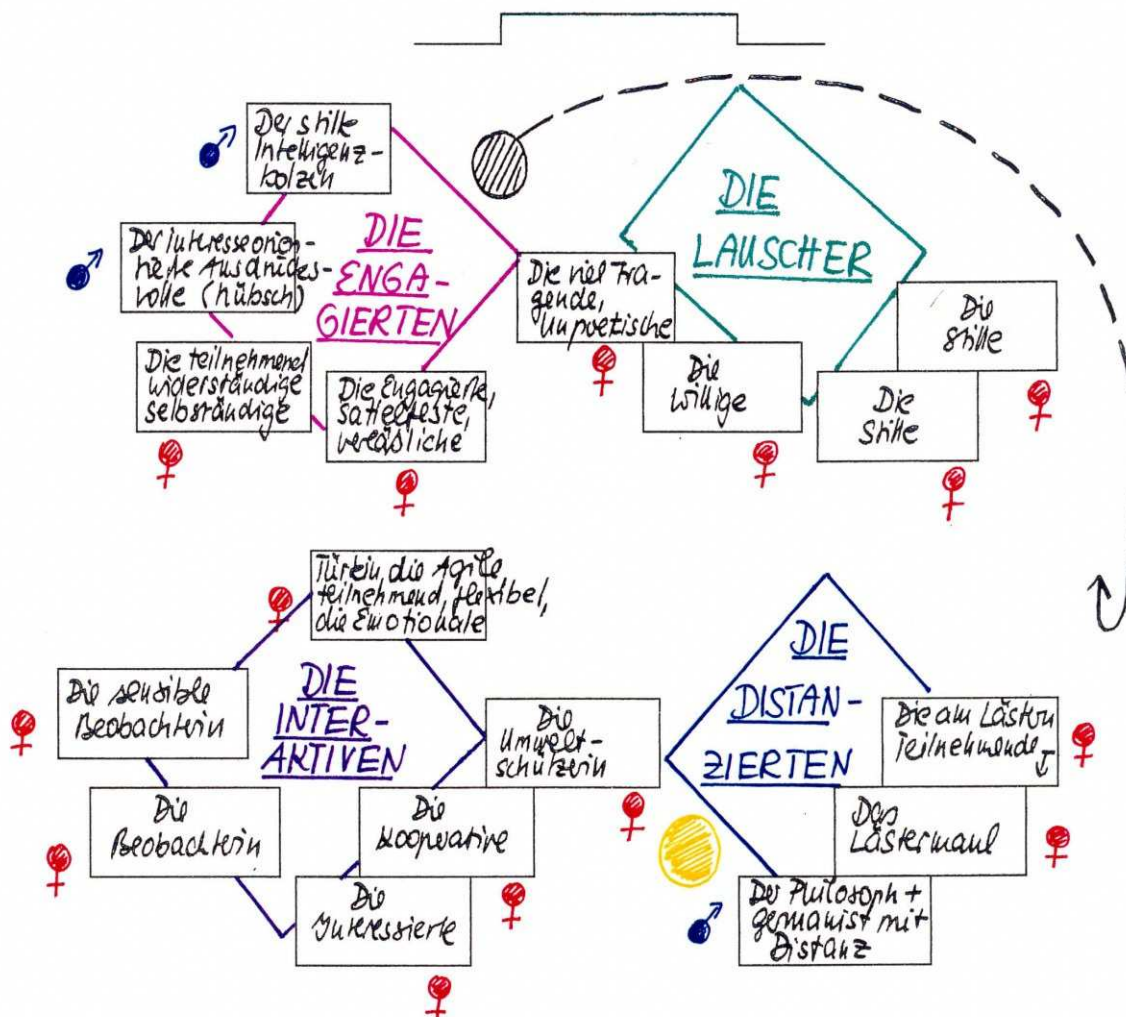 Der stille
Intelligenz-
bolzen
Der interesseorien-
tierte Ausdrucks-
volle (hübsch)
DIE
ENGA-
GIERTEN
Die teilnehmend
widerständige
selbständige
Die Engagierte,
sattelfeste,
verläßliche
Die viel Fra-
gende,
Unpoetische
DIE
LAUSCHER
Die
willige
Die
Stille
Die
Stille
Türkin, die Agile,
teilnehmend, flexibel,
die Emotionale
Die sensible
Beobachterin
DIE
INTER-
AKTIVEN
Die
Beobachterin
Die
Kooperative
Die
Interessierte
Die
Umwelt-
schützerin
DIE
DISTAN-
ZIERTEN
Die am Lästern
Teilnehmende
Das
Lästermaul
Der Philosoph +
Germanist mit
Distanz